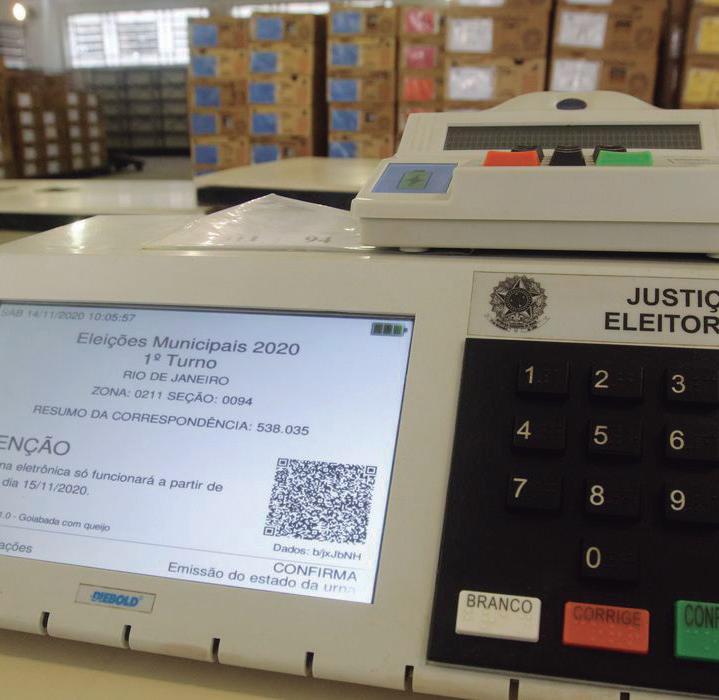 SÁB 14/11/2020 10:05:57
Eleições Municipais 2020
1º Turno
RIO DE JANEIRO
ZONA: 0211 SEÇÃO: 0094
RESUMO DA CORRESPONDÊNCIA: 538.035
ENÇÃO
na eletrônica só funcionará a partir de
dia 15/11/2020.
1.0 - Goiabada com queijo
Dados: b/jxJbNH
ações
CONFIRMA
Emissão do estado da urna
DIEBOLD
94
JUSTIÇ
ELEITOR
1 2 3
4 5 6
7 8 9
0
BRANCO
CORRIGE
CONF